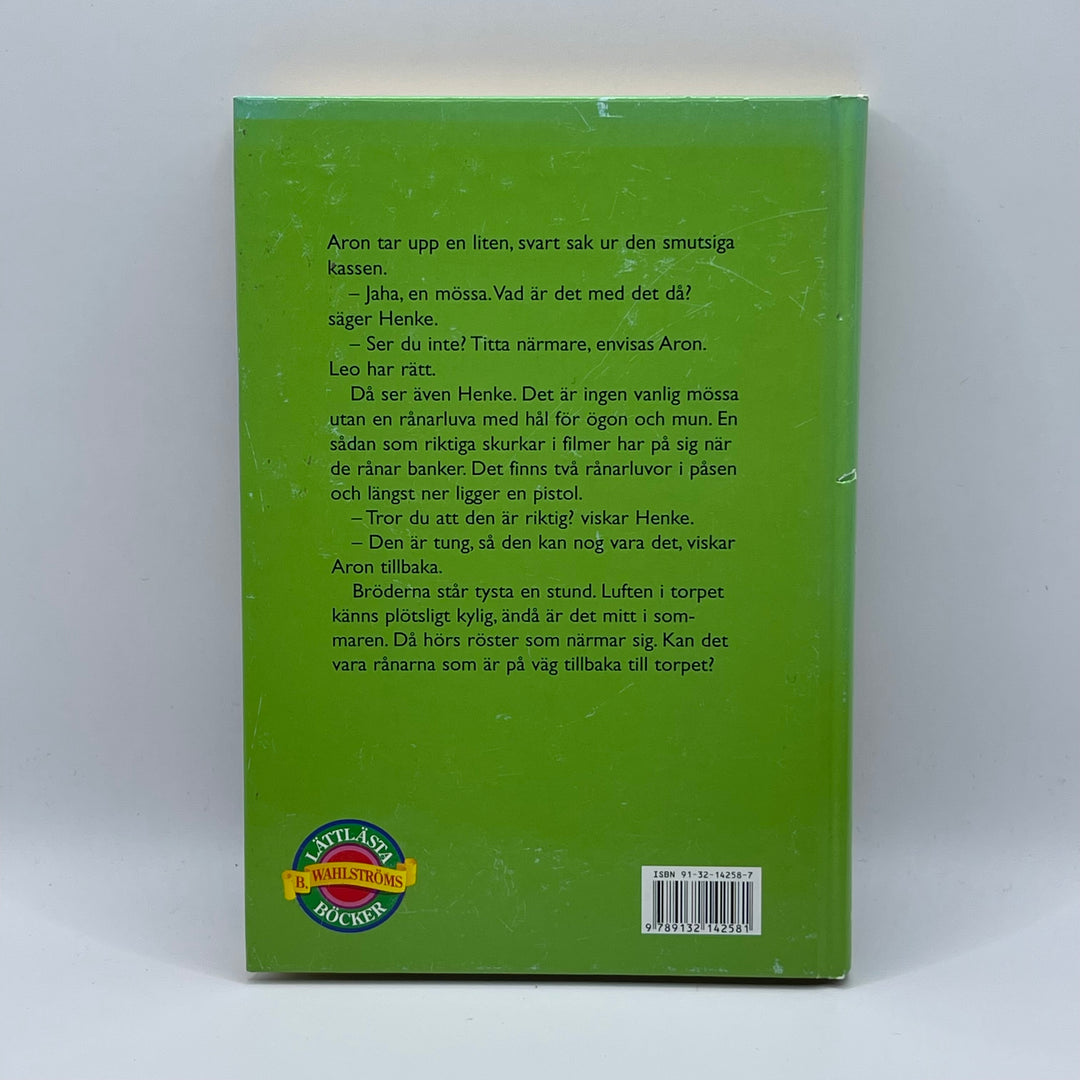 Aron tar upp en liten, svart sak ur den smutsiga
kassen.
– Jaha, en mössa. Vad är det med det då?
säger Henke.
– Ser du inte? Titta närmare, envisas Aron.
Leo har rätt.
Då ser även Henke. Det är ingen vanlig mössa
utan en rånarluva med hål för ögon och mun. En
sådan som riktiga skurkar i filmer har på sig när
de rånar banker. Det finns två rånarluvor i påsen
och längst ner ligger en pistol.
– Tror du att den är riktig? viskar Henke.
– Den är tung, så den kan nog vara det, viskar
Aron tillbaka.
Bröderna står tysta en stund. Luften i torpet
känns plötsligt kylig, ändå är det mitt i som-
maren. Då hörs röster som närmar sig. Kan det
vara rånarna som är på väg tillbaka till torpet?
LÄTTLÄSTA
B. WAHLSTRÖMS
BÖCKER
ISBN 91-32-14258-7
9 789132 142581